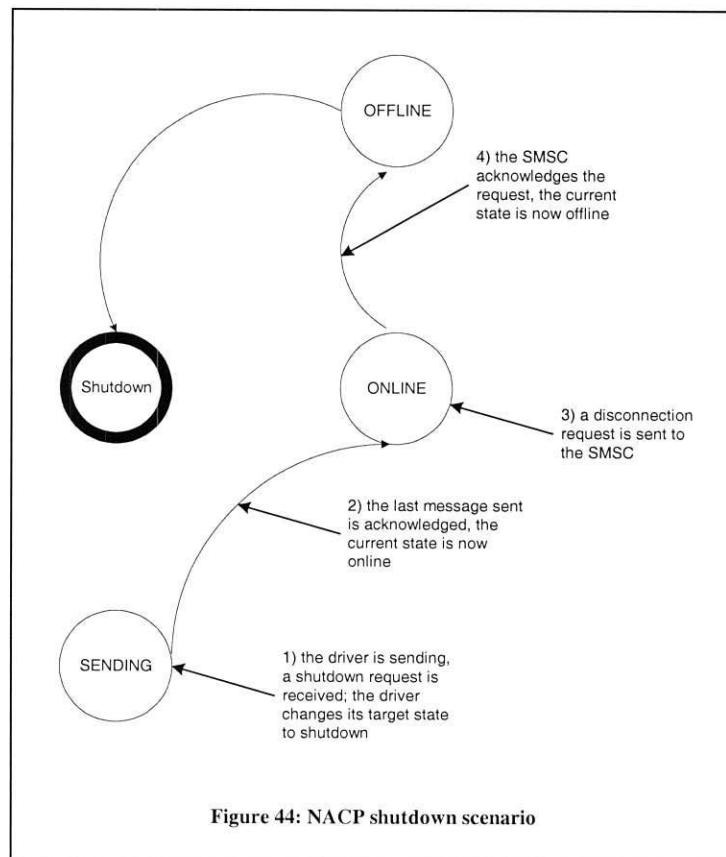 OFFLINE
4) the SMSC
acknowledges the
request, the current
state is now offline
Shutdown
ONLINE
3) a disconnection
request is sent to
the SMSC
2) the last message sent
is acknowledged, the
current state is now
online
SENDING
1) the driver is sending,
a shutdown request is
received; the driver
changes its target state
to shutdown
Figure 44: NACP shutdown scenario